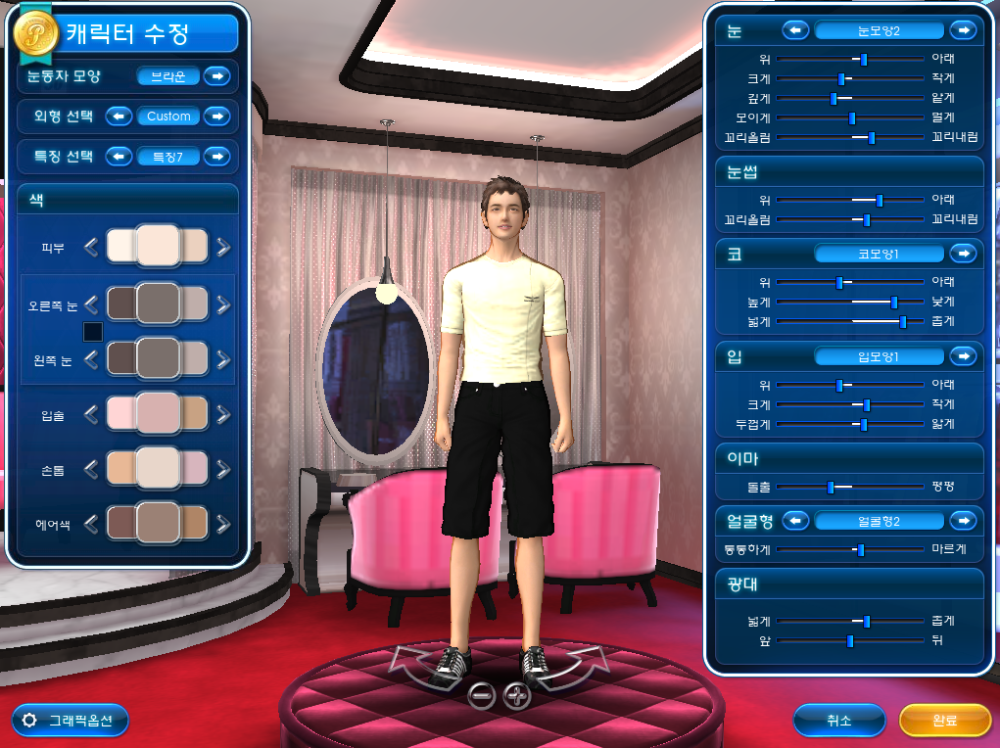 캐릭터 수정
눈동자 모양 브라운
외형 선택 Custom
특징 선택 특징7
색
피부
오른쪽 눈
왼쪽 눈
입술
손톱
헤어색
그래픽옵션
눈 눈모양2
위 아래
크게 작게
깊게 얕게
모이게 멀게
꼬리올림 꼬리내림
눈썹
위 아래
꼬리올림 꼬리내림
코 코모양1
위 아래
높게 낮게
넓게 좁게
입 입모양1
위 아래
크게 작게
두껍게 얇게
이마
돌출 평평
얼굴형 얼굴형2
통통하게 마르게
광대
넓게 좁게
앞 뒤
취소
완료